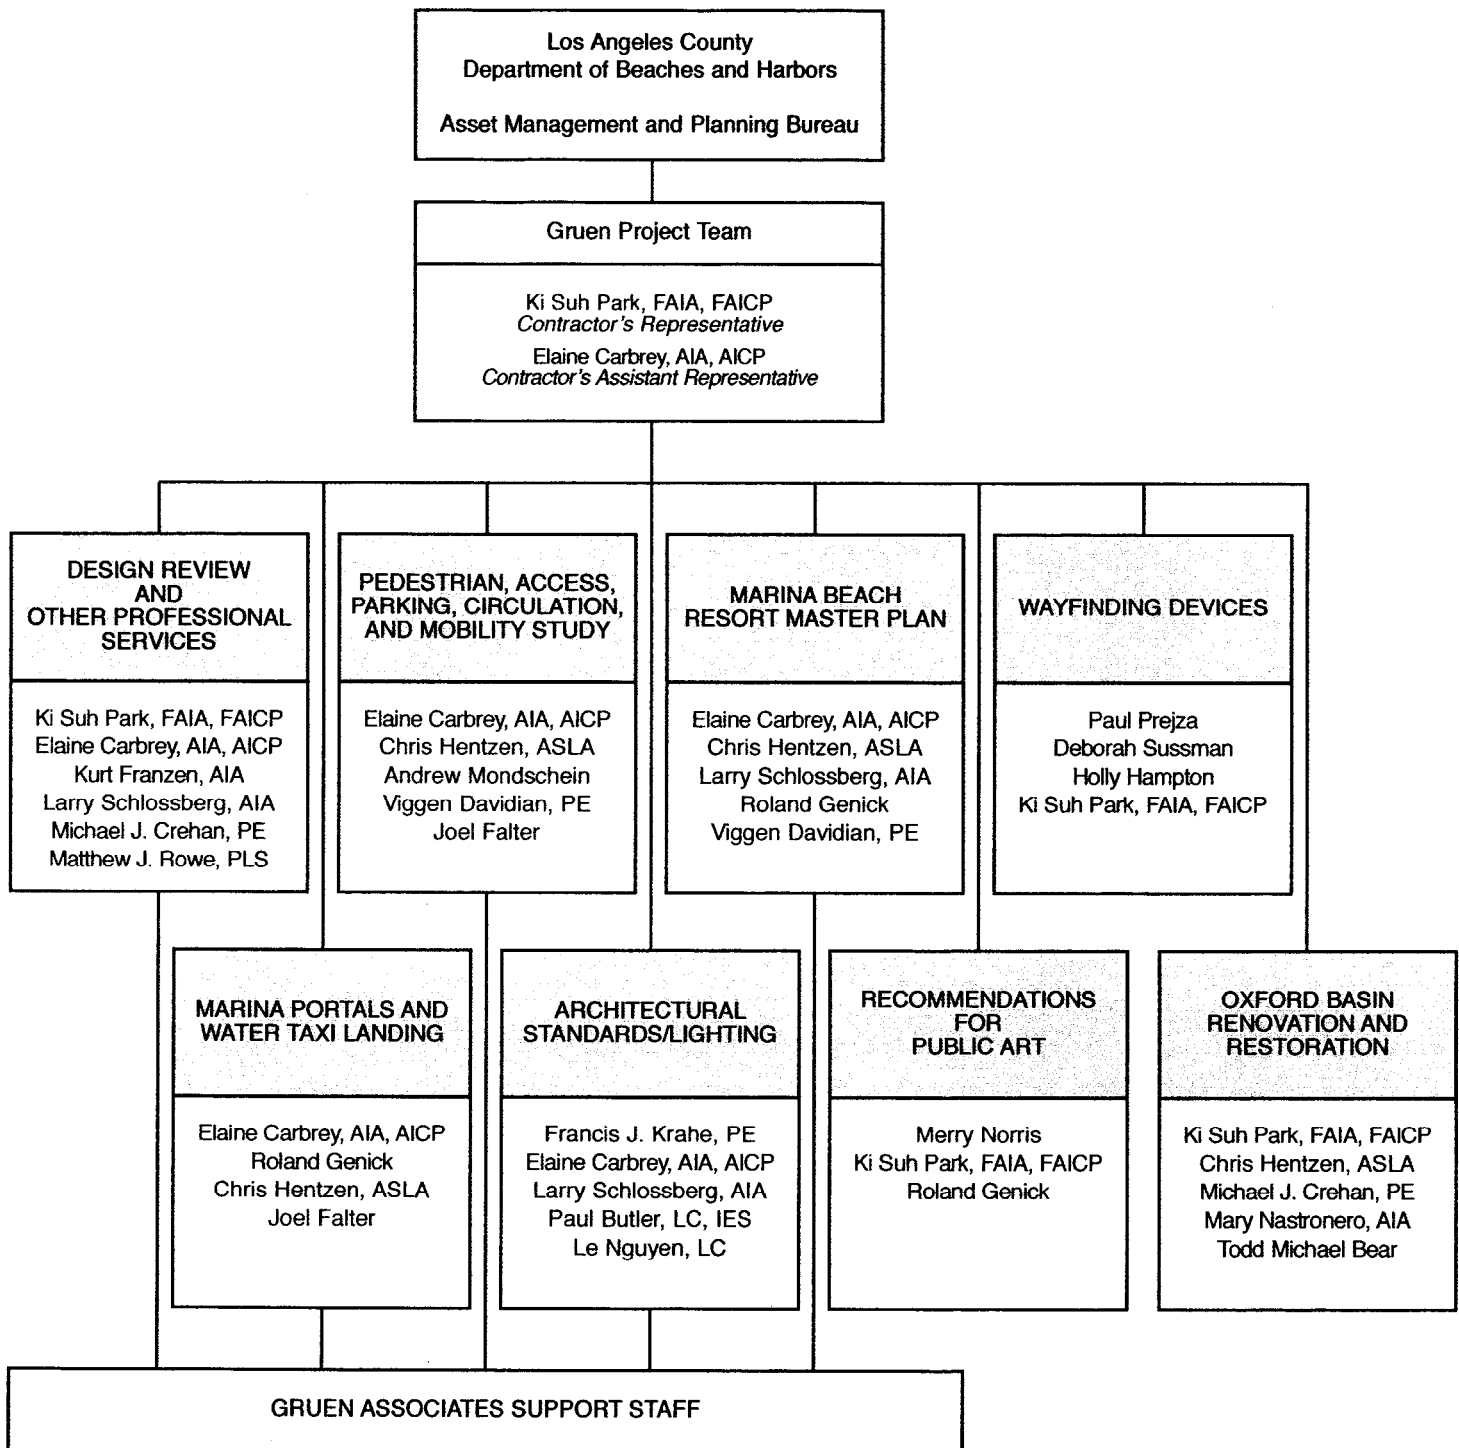 Los Angeles County
Department of Beaches and Harbors
Asset Management and Planning Bureau
Gruen Project Team
Ki Suh Park, FAIA, FAICP
Contractor's Representative
Elaine Carbrey, AIA, AICP
Contractor's Assistant Representative
DESIGN REVIEW
AND
OTHER PROFESSIONAL
SERVICES
Ki Suh Park, FAIA, FAICP
Elaine Carbrey, AIA, AICP
Kurt Franzen, AIA
Larry Schlossberg, AIA
Michael J. Crehan, PE
Matthew J. Rowe, PLS
PEDESTRIAN, ACCESS,
PARKING, CIRCULATION,
AND MOBILITY STUDY
Elaine Carbrey, AIA, AICP
Chris Hentzen, ASLA
Andrew Mondschein
Viggen Davidian, PE
Joel Falter
MARINA BEACH
RESORT MASTER PLAN
Elaine Carbrey, AIA, AICP
Chris Hentzen, ASLA
Larry Schlossberg, AIA
Roland Genick
Viggen Davidian, PE
WAYFINDING DEVICES
Paul Prejza
Deborah Sussman
Holly Hampton
Ki Suh Park, FAIA, FAICP
MARINA PORTALS AND
WATER TAXI LANDING
Elaine Carbrey, AIA, AICP
Roland Genick
Chris Hentzen, ASLA
Joel Falter
ARCHITECTURAL
STANDARDS/LIGHTING
Francis J. Krahe, PE
Elaine Carbrey, AIA, AICP
Larry Schlossberg, AIA
Paul Butler, LC, IES
Le Nguyen, LC
RECOMMENDATIONS
FOR
PUBLIC ART
Merry Norris
Ki Suh Park, FAIA, FAICP
Roland Genick
OXFORD BASIN
RENOVATION AND
RESTORATION
Ki Suh Park, FAIA, FAICP
Chris Hentzen, ASLA
Michael J. Crehan, PE
Mary Nastronero, AIA
Todd Michael Bear
GRUEN ASSOCIATES SUPPORT STAFF